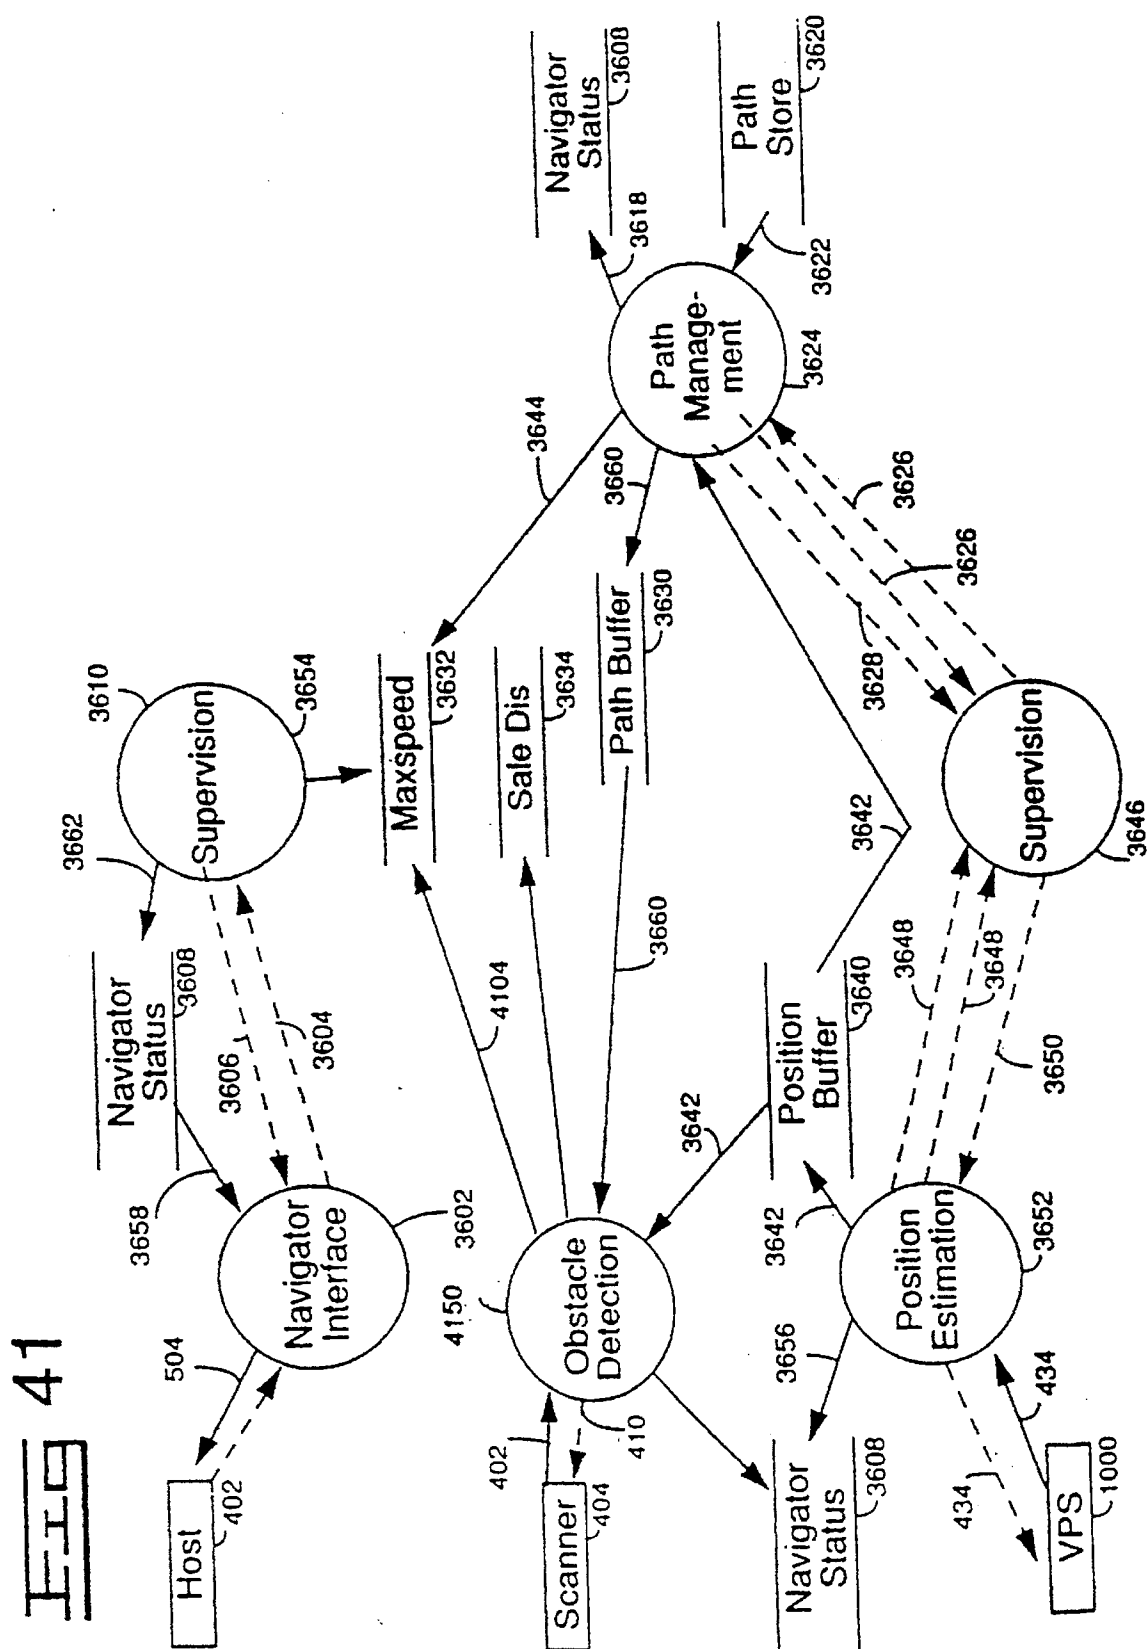 FIG 41
Host
402
504
Navigator
Interface
3602
3658
Navigator
Status
3608
3606
3604
3662
Supervision
3610
3654
Maxspeed
3632
Sale Dis
3634
Path Buffer
3630
3644
3660
Scanner
404
402
410
Obstacle
Detection
4150
4104
3660
3642
Navigator
Status
3608
3656
3642
Position
Buffer
3640
3642
VPS
1000
434
434
Position
Estimation
3652
3648
3648
3650
Supervision
3646
3628
3626
3626
Path
Manage-
ment
3624
3618
Navigator
Status
3608
3622
Path
Store
3620